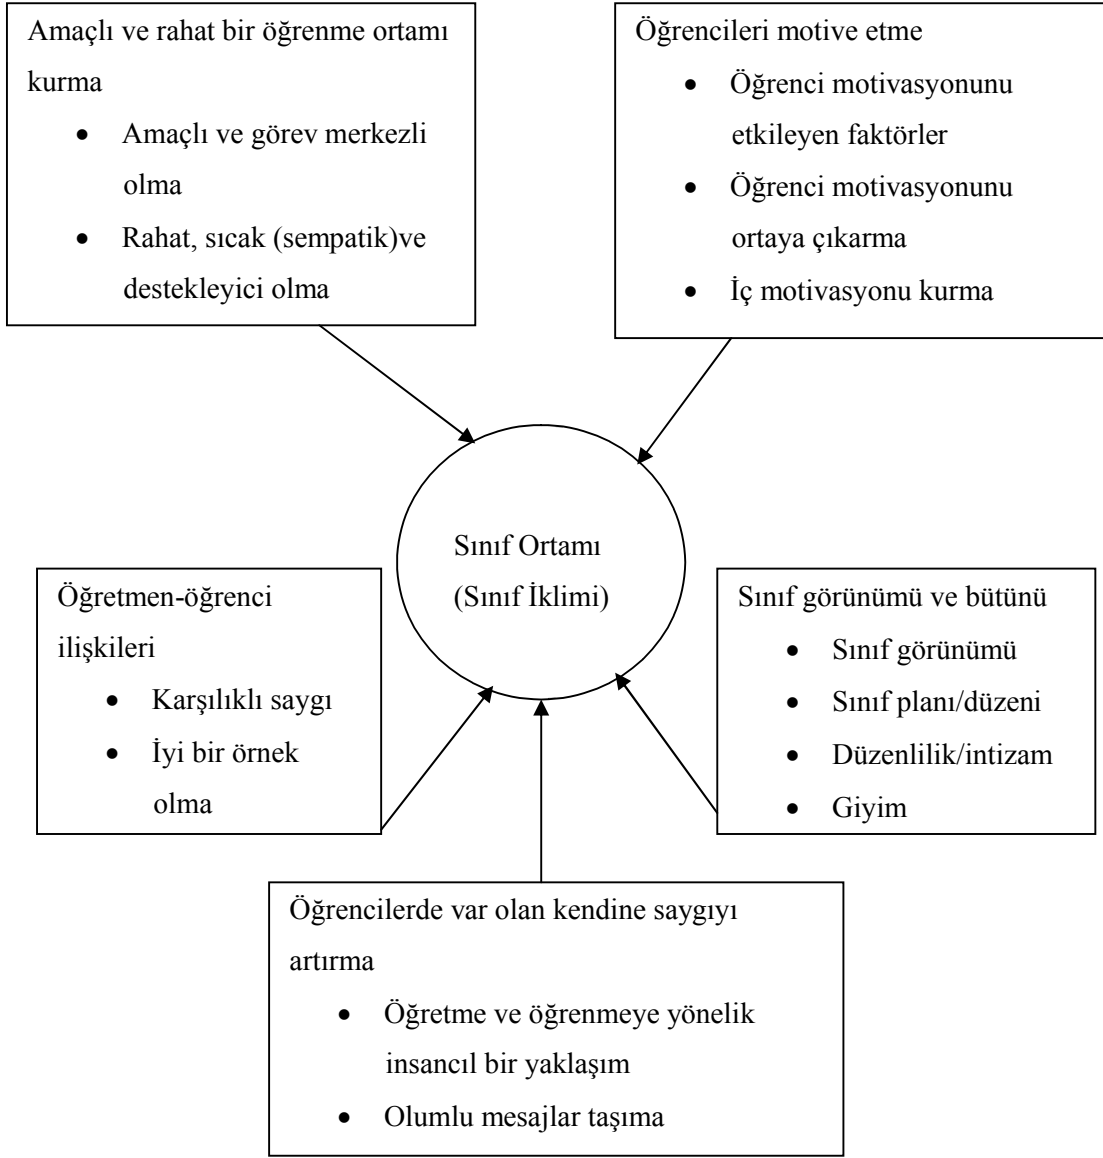 Amaçlı ve rahat bir öğrenme ortamı
kurma
• Amaçlı ve görev merkezli
olma
• Rahat, sıcak (sempatik)ve
destekleyici olma
Öğrencileri motive etme
• Öğrenci motivasyonunu
etkileyen faktörler
• Öğrenci motivasyonunu
ortaya çıkarma
• İç motivasyonu kurma
Sınıf Ortamı
(Sınıf İklimi)
Öğretmen-öğrenci
ilişkileri
• Karşılıklı saygı
• İyi bir örnek
olma
Sınıf görünümü ve bütünü
• Sınıf görünümü
• Sınıf planı/düzeni
• Düzenlilik/intizam
• Giyim
Öğrencilerde var olan kendine saygıyı
artırma
• Öğretme ve öğrenmeye yönelik
insancıl bir yaklaşım
• Olumlu mesajlar taşıma